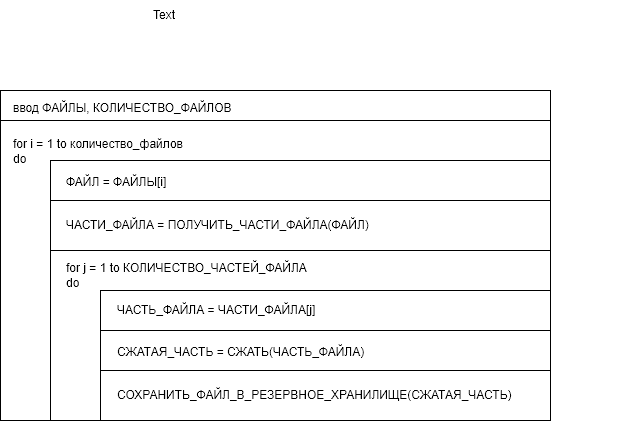 Text
ввод ФАЙЛЫ, КОЛИЧЕСТВО_ФАЙЛОВ
for i = 1 to количество_файлов
do
ФАЙЛ = ФАЙЛЫ[i]
ЧАСТИ_ФАЙЛА = ПОЛУЧИТЬ_ЧАСТИ_ФАЙЛА(ФАЙЛ)
for j = 1 to КОЛИЧЕСТВО_ЧАСТЕЙ_ФАЙЛА
do
ЧАСТЬ_ФАЙЛА = ЧАСТИ_ФАЙЛА[j]
СЖАТАЯ_ЧАСТЬ = СЖАТЬ(ЧАСТЬ_ФАЙЛА)
СОХРАНИТЬ_ФАЙЛ_В_РЕЗЕРВНОЕ_ХРАНИЛИЩЕ(СЖАТАЯ_ЧАСТЬ)